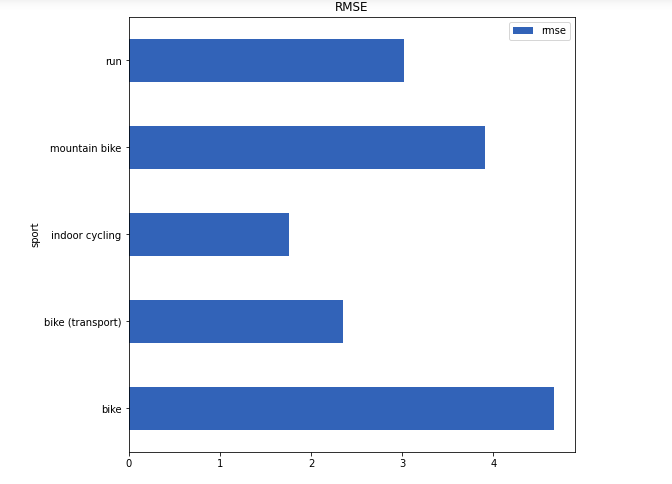 RMSE
rmse
run
mountain bike
indoor cycling
bike (transport)
bike
sport
0 1 2 3 4